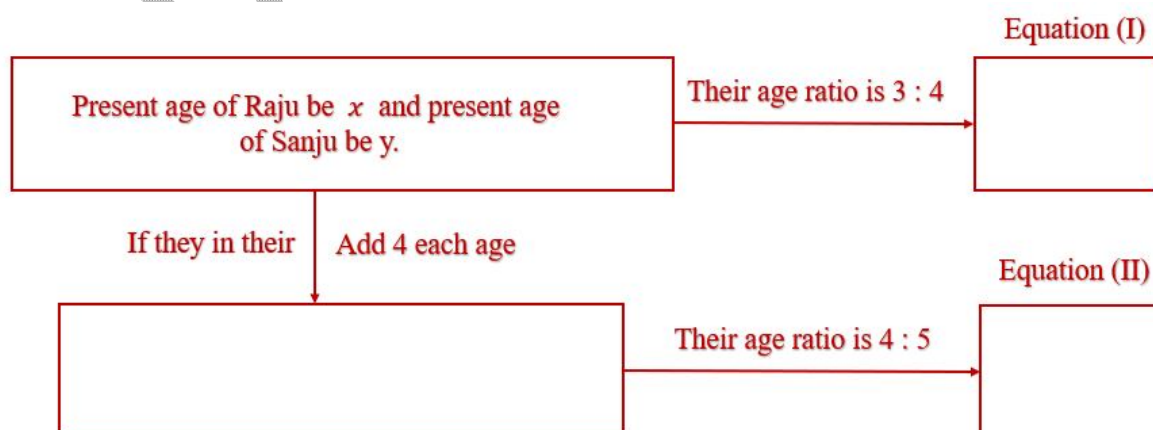 Equation (I)
Present age of Raju be x and present age
of Sanju be y.
Their age ratio is 3 : 4
If they in their
Add 4 each age
Equation (II)
Their age ratio is 4 : 5